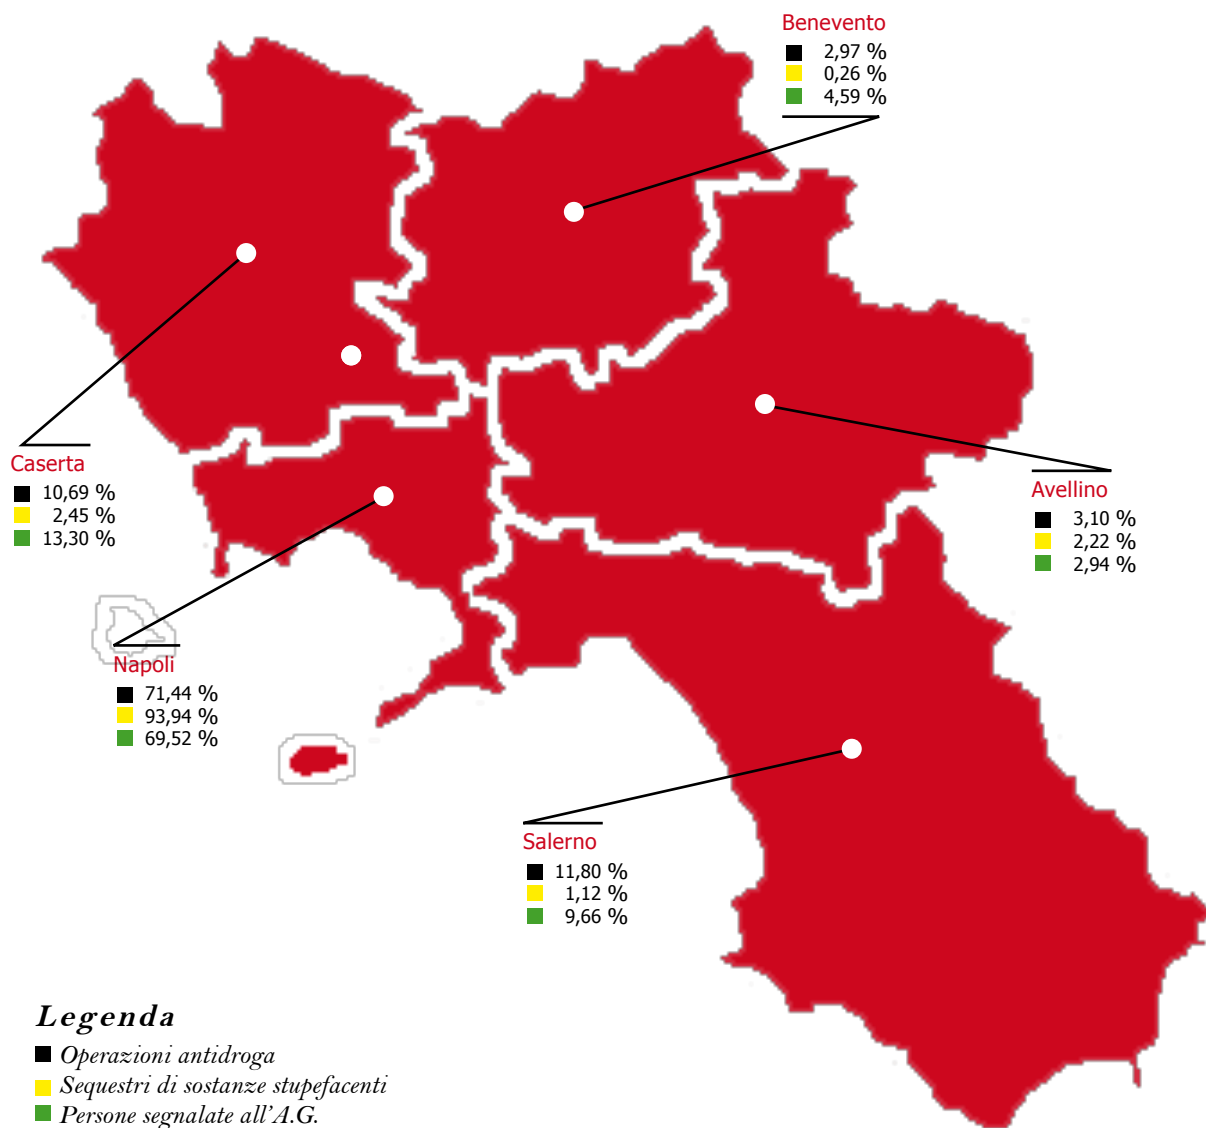 Benevento
2,97 %
0,26 %
4,59 %
Caserta
10,69 %
2,45 %
13,30 %
Avellino
3,10 %
2,22 %
2,94 %
Napoli
71,44 %
93,94 %
69,52 %
Salerno
11,80 %
1,12 %
9,66 %
Legenda
Operazioni antidroga
Sequestri di sostanze stupefacenti
Persone segnalate all'A.G.